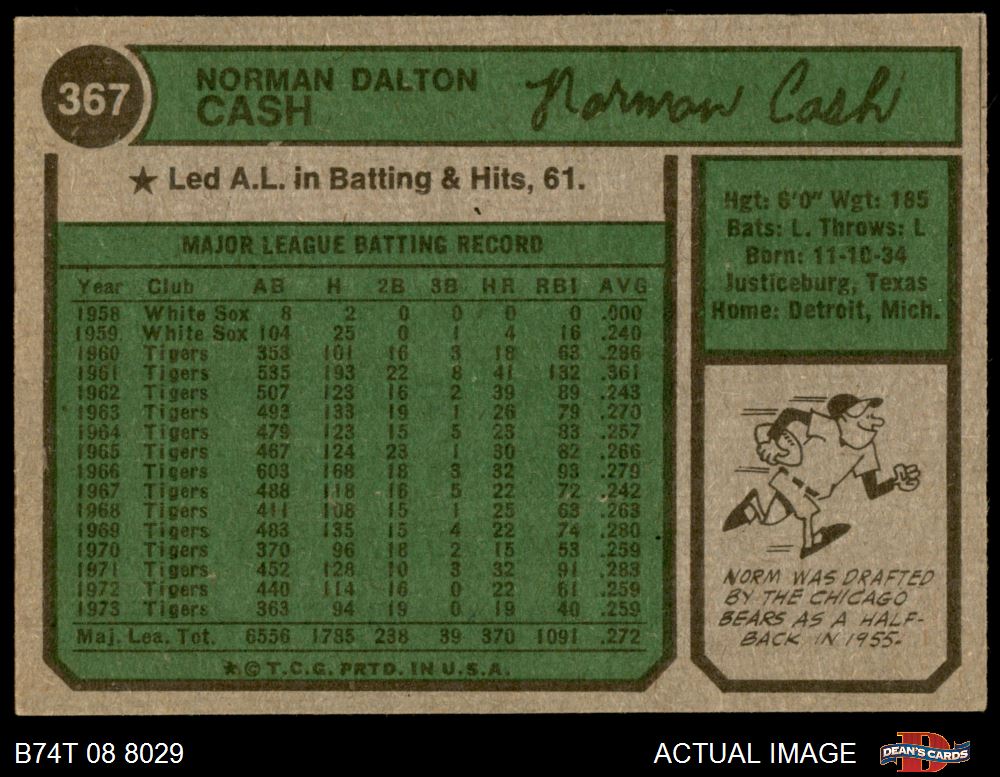 367
NORMAN DALTON
CASH
Norman Cash
★ Led A.L. in Batting & Hits, 61.
MAJOR LEAGUE BATTING RECORD
Year Club AB H 2B 3B HR RBI AVG
1958 White Sox 8 2 0 0 0 0 .000
1959 White Sox 104 25 0 1 4 16 .240
1960 Tigers 353 101 16 3 18 63 .286
1961 Tigers 535 193 22 8 41 132 .361
1962 Tigers 507 123 16 2 39 89 .243
1963 Tigers 493 133 19 1 26 79 .270
1964 Tigers 479 123 15 5 23 83 .257
1965 Tigers 467 124 23 1 30 82 .266
1966 Tigers 603 168 18 3 32 93 .279
1967 Tigers 488 118 16 5 22 72 .242
1968 Tigers 411 108 15 1 25 63 .263
1969 Tigers 483 135 15 4 22 74 .280
1970 Tigers 370 96 18 2 15 53 .259
1971 Tigers 452 128 10 3 32 91 .283
1972 Tigers 440 114 16 0 22 61 .259
1973 Tigers 363 94 19 0 19 40 .259
Maj. Lea. Tot. 6556 1785 238 39 370 1091 .272
★ © T.C.G. PRTD. IN U.S.A.
Hgt: 6'0" Wgt: 185
Bats: L. Throws: L
Born: 11-10-34
Justiceburg, Texas
Home: Detroit, Mich.
NORM WAS DRAFTED
BY THE CHICAGO
BEARS AS A HALF-
BACK IN 1955.
B74T 08 8029
ACTUAL IMAGE
DEAN'S CARDS